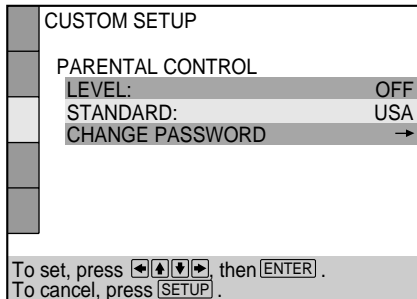 CUSTOM SETUP
PARENTAL CONTROL
LEVEL: OFF
STANDARD: USA
CHANGE PASSWORD →
To set, press ←↑↓→, then ENTER .
To cancel, press SETUP .